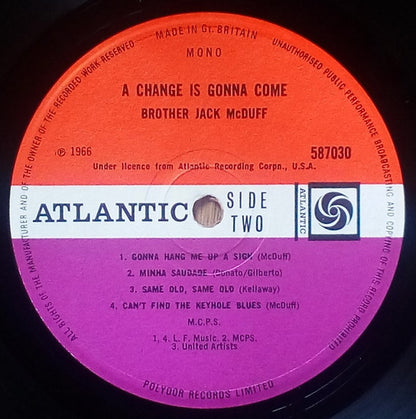 MADE IN Gt. BRITAIN
MONO
A CHANGE IS GONNA COME
BROTHER JACK McDUFF
℗ 1966
587030
Under licence from Atlantic Recording Corpn., U.S.A.
ATLANTIC
SIDE
TWO
ATLANTIC
1. GONNA HANG ME UP A SIGN (McDuff)
2. MINHA SAUDADE (Donato/Gilberto)
3. SAME OLD, SAME OLD (Kellaway)
4. CAN'T FIND THE KEYHOLE BLUES (McDuff)
M.C.P.S.
1, 4. L. F. Music. 2. MCPS.
3. United Artists
POLYDOR RECORDS LIMITED
ALL RIGHTS OF THE MANUFACTURER AND OF THE OWNER OF THE RECORDED WORK RESERVED
UNAUTHORISED PUBLIC PERFORMANCE BROADCASTING AND COPYING OF THIS RECORD PROHIBITED